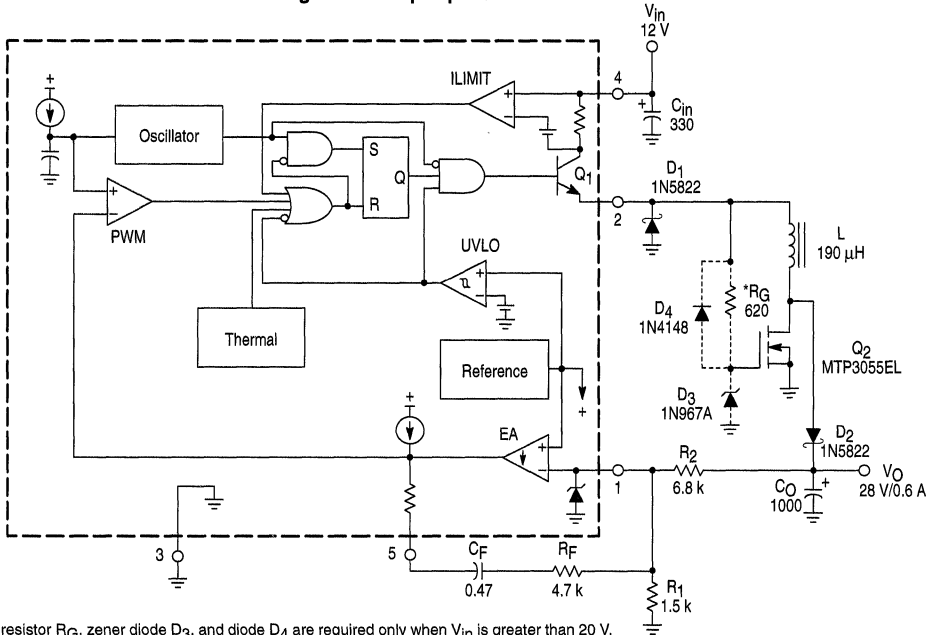 Vin
12 V
4
ILIMIT
+
−
+
Cin
330
+
Oscillator
S
Q
R
Q1
D1
1N5822
2
+
−
PWM
L
190 µH
UVLO
+
−
*RG
620
D4
1N4148
Thermal
Reference
+
Q2
MTP3055EL
D3
1N967A
+
EA
+
−
D2
1N5822
1
R2
6.8 k
VO
28 V/0.6 A
CO
1000
+
3
5
CF
0.47
RF
4.7 k
R1
1.5 k
resistor RG, zener diode D3, and diode D4 are required only when Vin is greater than 20 V.